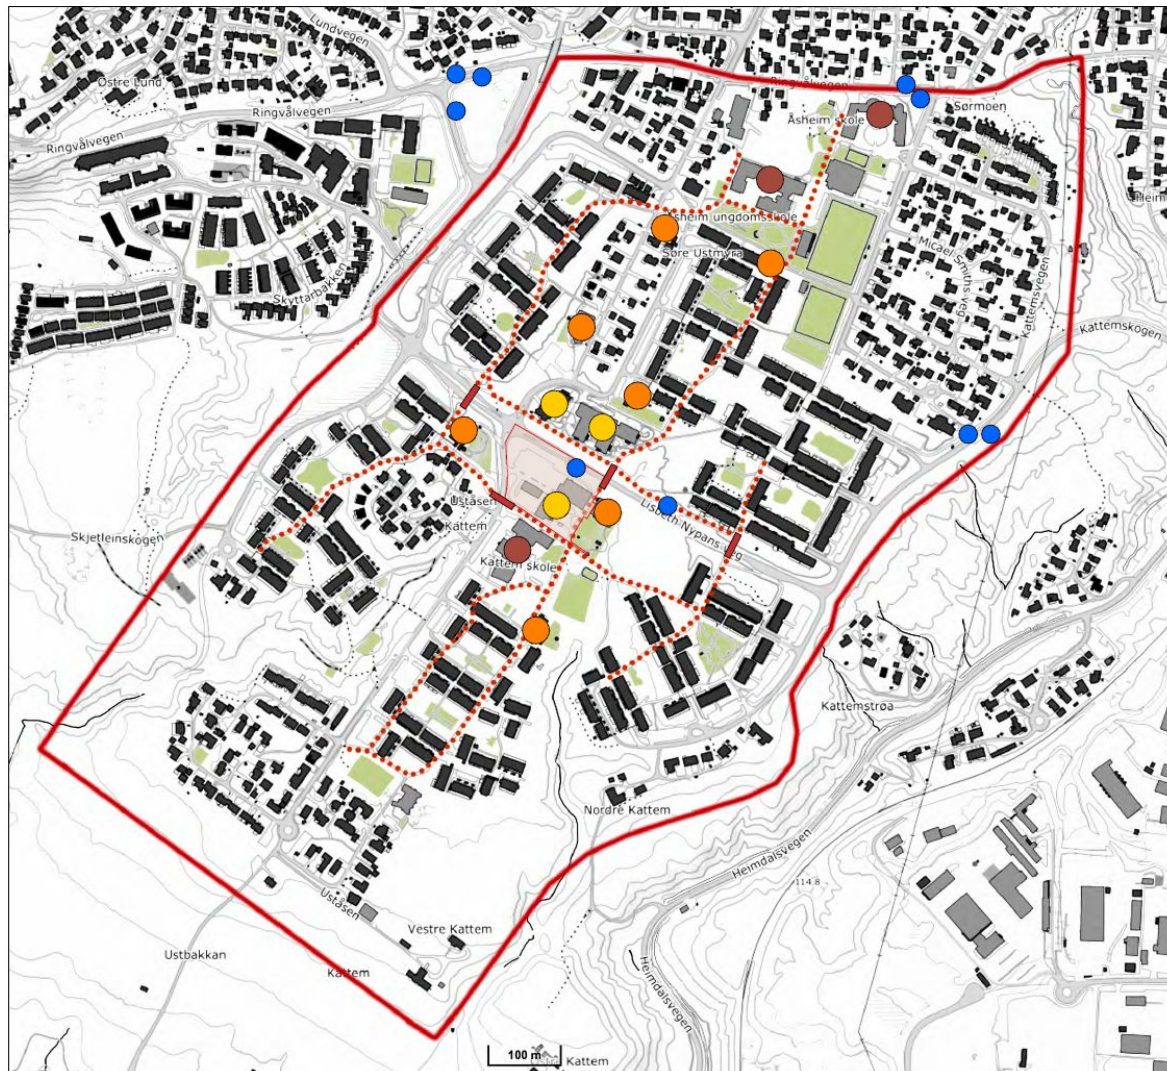 Lundvegen
Østre Lund
Ringvålvegen
Ringvålvegen
Ringvålvegen
Sørmoen
Åsheim skole
Åsheim ungdomsskole
Søre Ustmyra
Micael Smiths veg
Kattemsvegen
Kattemskogen
Skyttarbakken
Skjetleinskogen
Uståsen
Kattem
Lisbeth Nypans veg
Kattem skole
Kattemstrøa
Nordre Kattem
Heimdalsvegen
114.8
Uståsen
Vestre Kattem
Ustbakkan
Kattem
Heimdalsvegen
100 m
Kattem